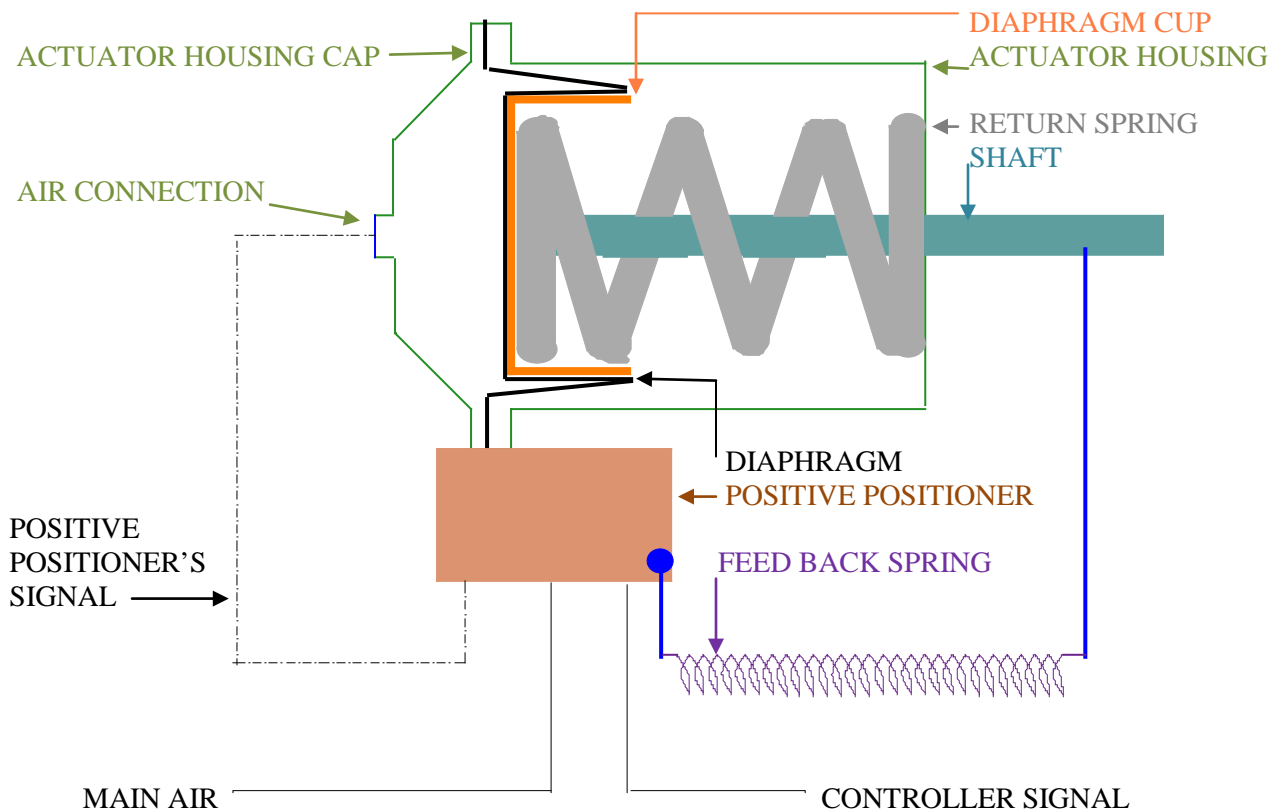 DIAPHRAGM CUP
ACTUATOR HOUSING CAP
ACTUATOR HOUSING
RETURN SPRING
SHAFT
AIR CONNECTION
DIAPHRAGM
POSITIVE POSITIONER
POSITIVE
POSITIONER’S
SIGNAL
FEED BACK SPRING
MAIN AIR
CONTROLLER SIGNAL